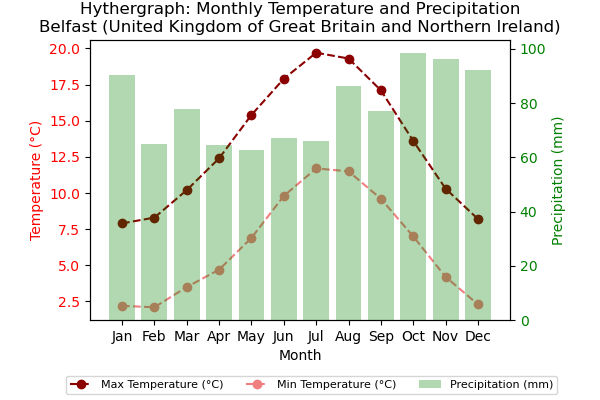 Hythergraph: Monthly Temperature and Precipitation
Belfast (United Kingdom of Great Britain and Northern Ireland)
Temperature (°C)
20.0
17.5
15.0
12.5
10.0
7.5
5.0
2.5
Precipitation (mm)
100
80
60
40
20
0
Jan Feb Mar Apr May Jun Jul Aug Sep Oct Nov Dec
Month
Max Temperature (°C) Min Temperature (°C) Precipitation (mm)